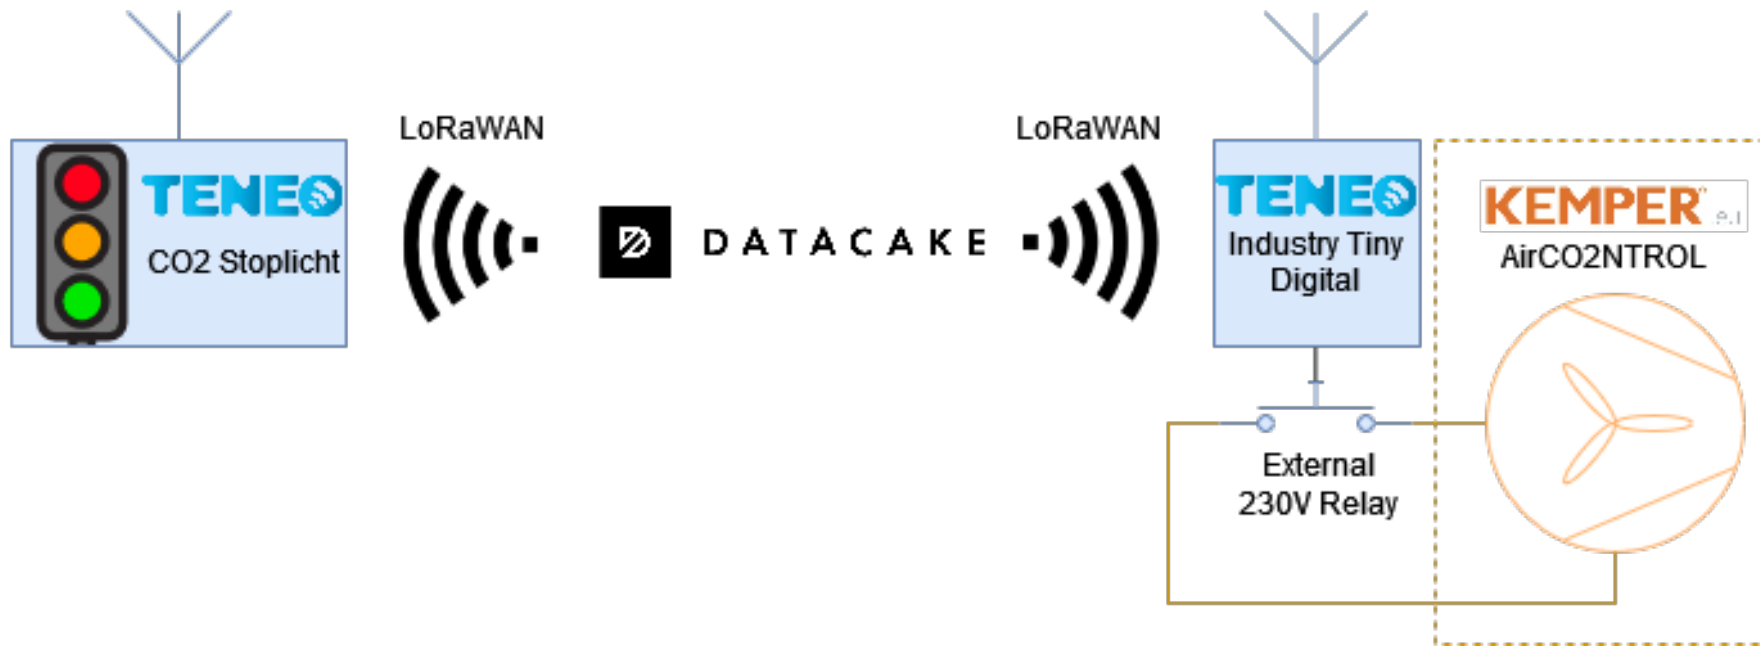 LoRaWAN
LoRaWAN
TENEO
CO2 Stoplicht
DATACAKE
TENEO
Industry Tiny
Digital
KEMPER
AirCO2NTROL
External
230V Relay